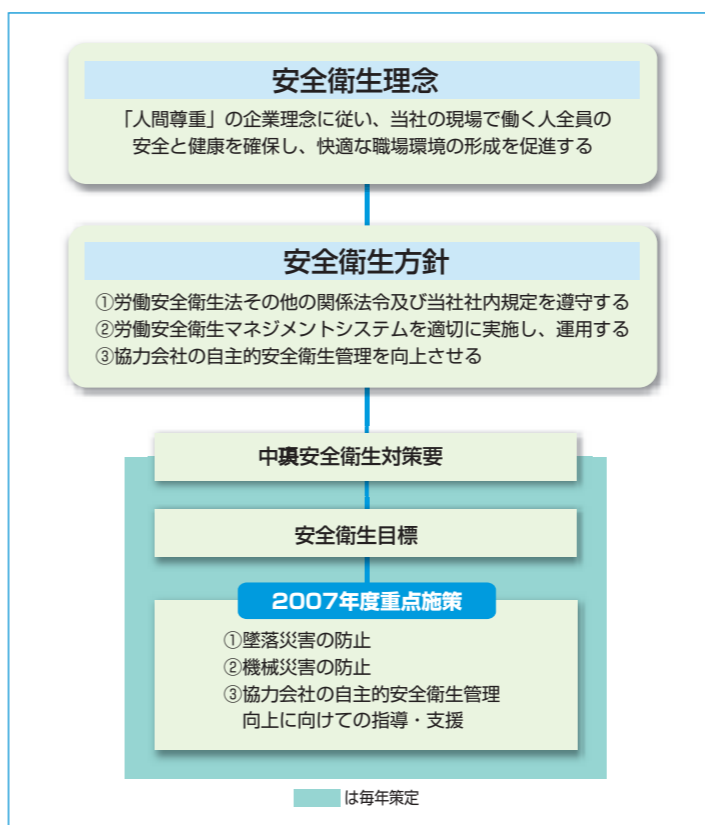 安全衛生理念
「人間尊重」の企業理念に従い、当社の現場で働く人全員の
安全と健康を確保し、快適な職場環境の形成を促進する
安全衛生方針
①労働安全衛生法その他の関係法令及び当社社内規定を遵守する
②労働安全衛生マネジメントシステムを適切に実施し、運用する
③協力会社の自主的安全衛生管理を向上させる
安全衛生対策要
安全衛生目標
2007年度重点施策
①墜落災害の防止
②機械災害の防止
③協力会社の自主的安全衛生管理
向上に向けての指導・支援
は毎年策定